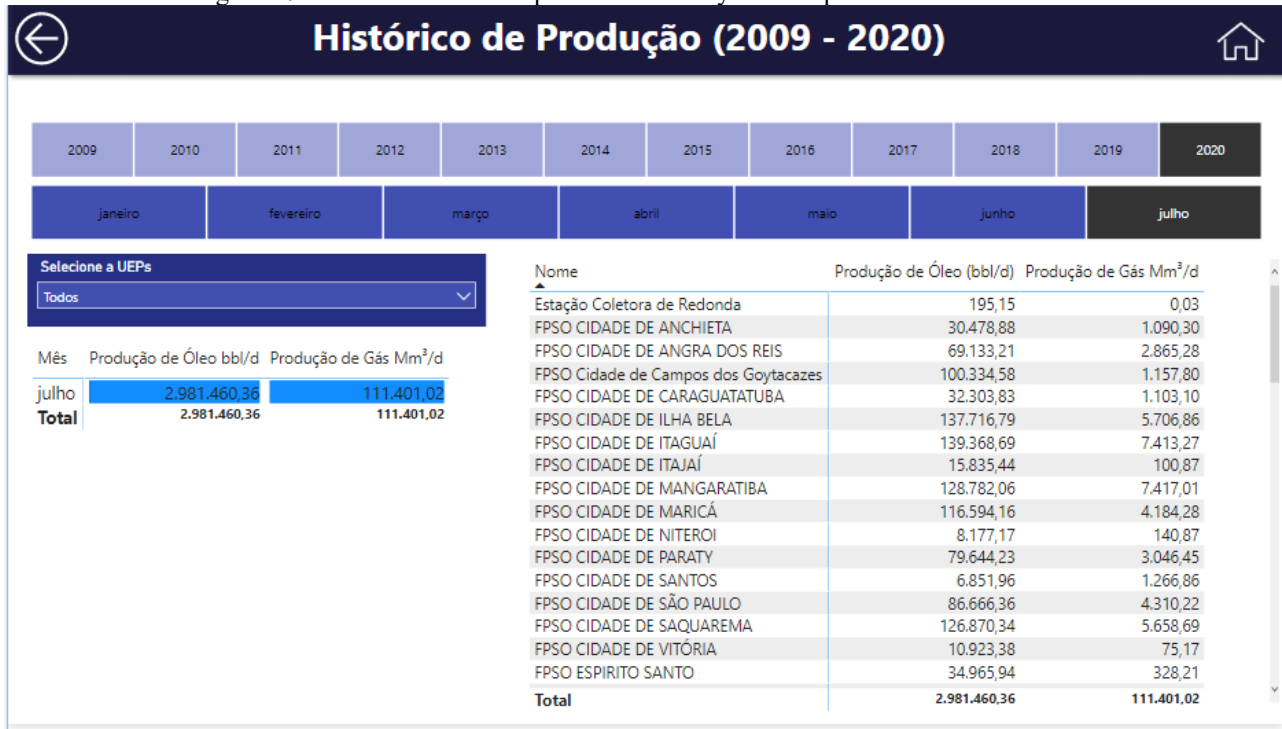 Histórico de Produção (2009 - 2020)
2009 2010 2011 2012 2013 2014 2015 2016 2017 2018 2019 2020
janeiro fevereiro março abril maio junho julho
Selecione a UEPs
Todos
Mês Produção de Óleo bbl/d Produção de Gás Mm³/d
julho 2.981.460,36 111.401,02
Total 2.981.460,36 111.401,02
Nome Produção de Óleo (bbl/d) Produção de Gás Mm³/d
Estação Coletora de Redonda 195,15 0,03
FPSO CIDADE DE ANCHIETA 30.478,88 1.090,30
FPSO CIDADE DE ANGRA DOS REIS 69.133,21 2.865,28
FPSO Cidade de Campos dos Goytacazes 100.334,58 1.157,80
FPSO CIDADE DE CARAGUATATUBA 32.303,83 1.103,10
FPSO CIDADE DE ILHA BELA 137.716,79 5.706,86
FPSO CIDADE DE ITAGUAÍ 139.368,69 7.413,27
FPSO CIDADE DE ITAJAÍ 15.835,44 100,87
FPSO CIDADE DE MANGARATIBA 128.782,06 7.417,01
FPSO CIDADE DE MARICÁ 116.594,16 4.184,28
FPSO CIDADE DE NITEROI 8.177,17 140,87
FPSO CIDADE DE PARATY 79.644,23 3.046,45
FPSO CIDADE DE SANTOS 6.851,96 1.266,86
FPSO CIDADE DE SÃO PAULO 86.666,36 4.310,22
FPSO CIDADE DE SAQUAREMA 126.870,34 5.658,69
FPSO CIDADE DE VITÓRIA 10.923,38 75,17
FPSO ESPIRITO SANTO 34.965,94 328,21
Total 2.981.460,36 111.401,02